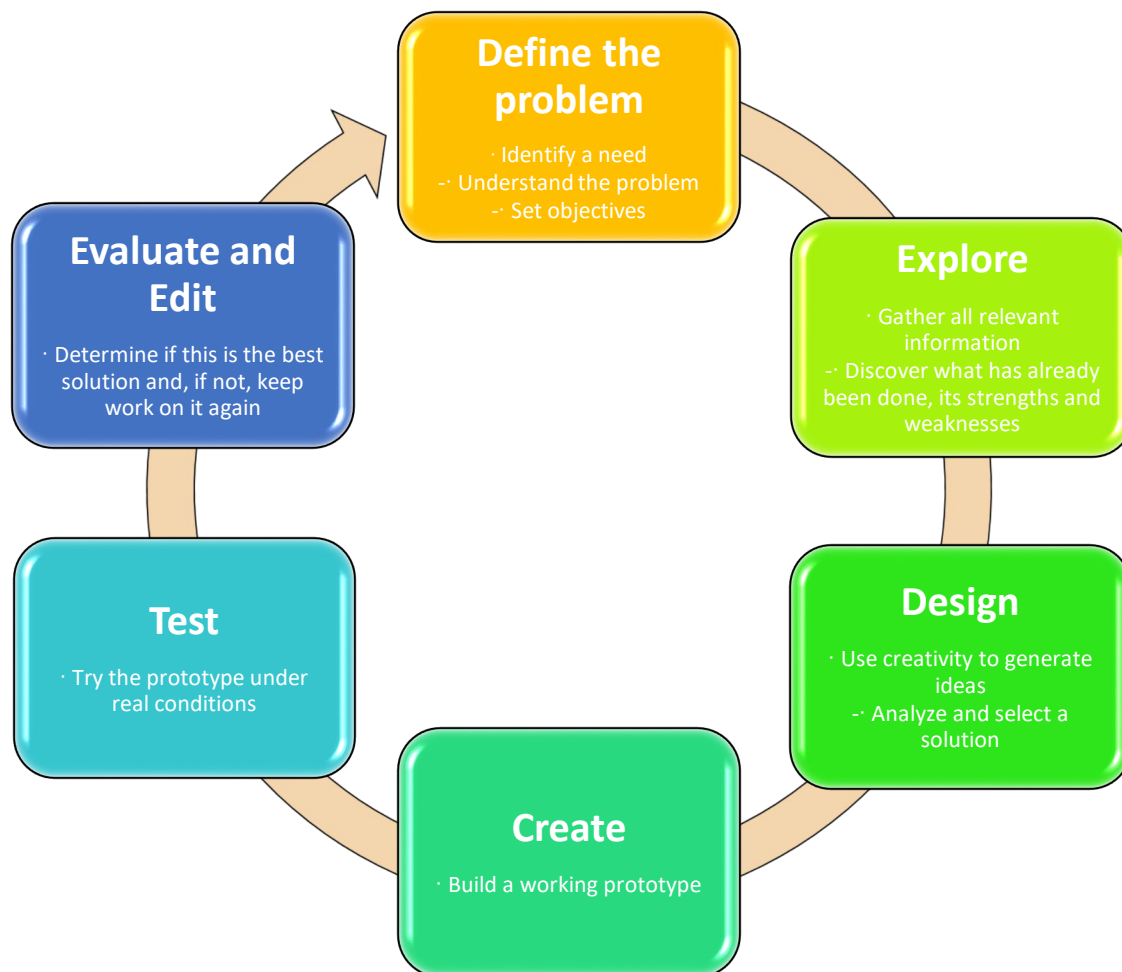 Define the
problem
· Identify a need
-· Understand the problem
-· Set objectives
Explore
· Gather all relevant
information
-· Discover what has already
been done, its strengths and
weaknesses
Design
· Use creativity to generate
ideas
-· Analyze and select a
solution
Create
· Build a working prototype
Test
· Try the prototype under
real conditions
Evaluate and
Edit
· Determine if this is the best
solution and, if not, keep
work on it again